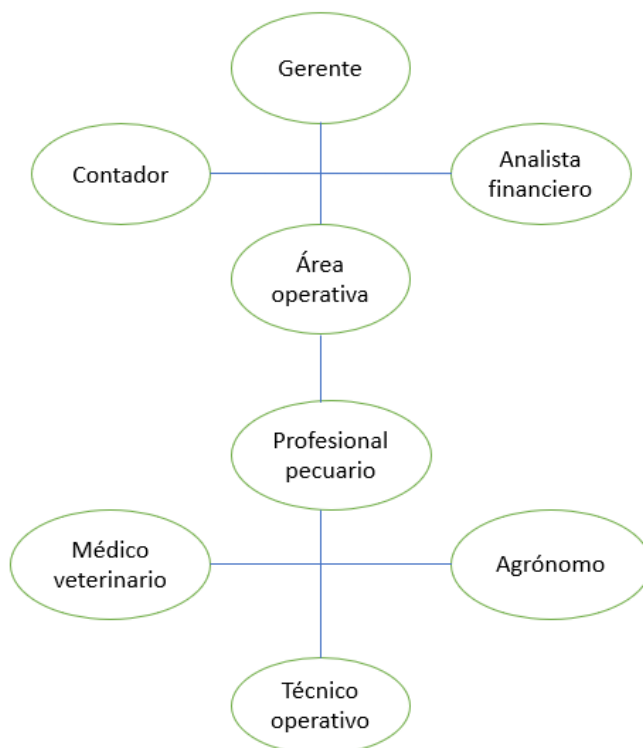 Gerente
Contador
Analista
financiero
Área
operativa
Profesional
pecuario
Médico
veterinario
Agrónomo
Técnico
operativo